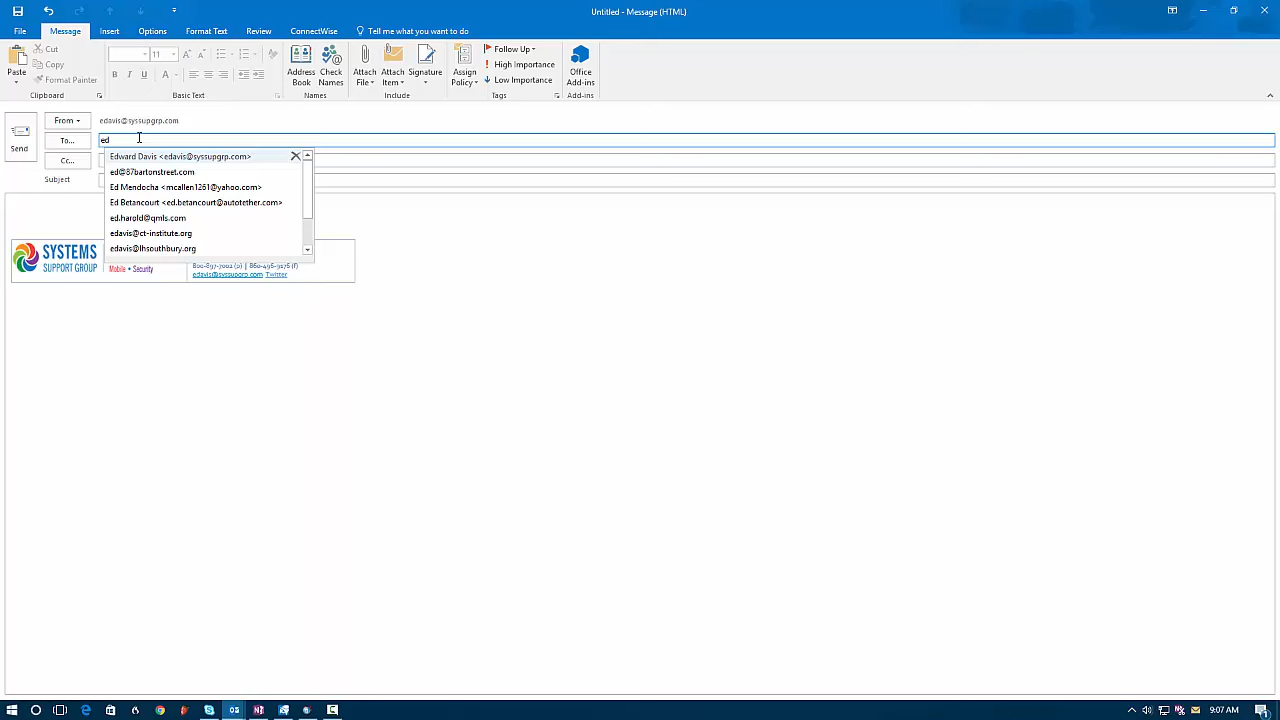 Untitled - Message (HTML)
File Message Insert Options Format Text Review ConnectWise Tell me what you want to do
Paste
Cut
Copy
Format Painter
Clipboard
11
B I U A
Basic Text
Address Book
Check Names
Names
Attach File
Attach Item
Signature
Include
Assign Policy
Follow Up
High Importance
Low Importance
Tags
Office Add-ins
Add-ins
Send
From edavis@syssupgrp.com
To... ed
Cc...
Subject
Edward Davis <edavis@syssupgrp.com>
ed@87bartonstreet.com
Ed Mendocha <mcallen1261@yahoo.com>
Ed Betancourt <ed.betancourt@autotether.com>
ed.harold@qmls.com
edavis@ct-institute.org
edavis@lhsouthbury.org
SYSTEMS
SUPPORT GROUP
Mobile • Security
edavis@syssupgrp.com Twitter
9:07 AM